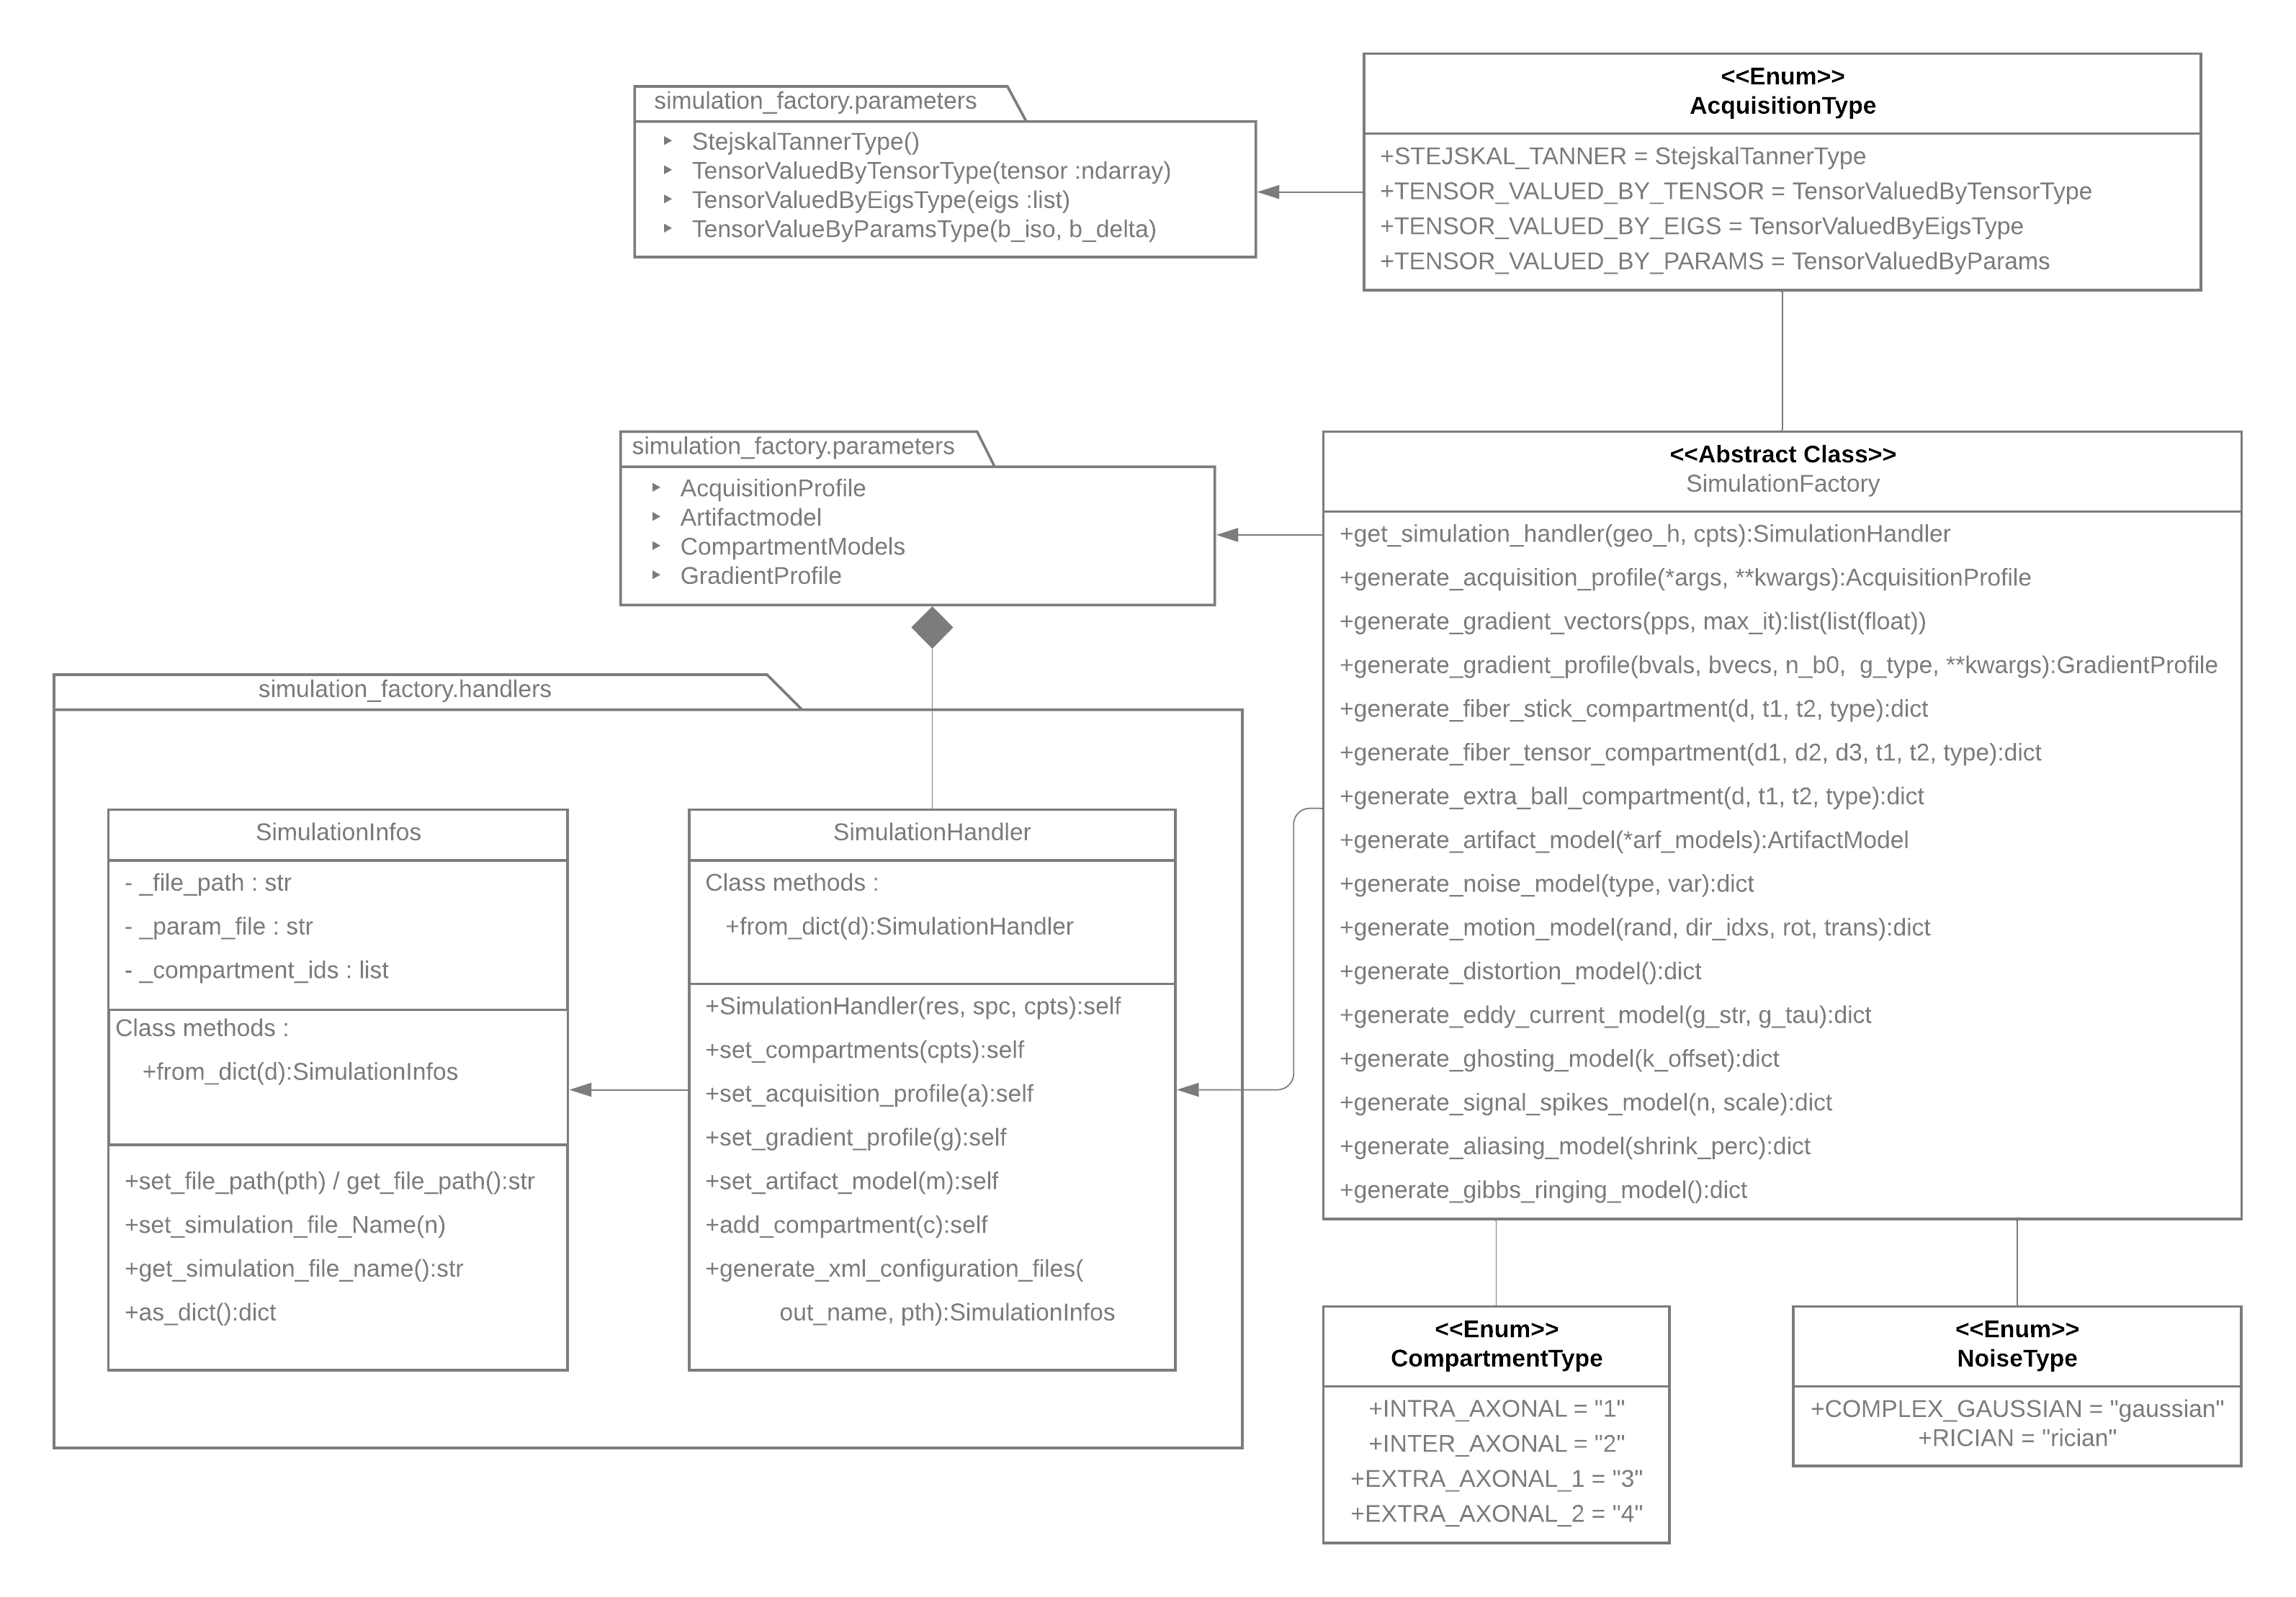 <<Enum>>
AcquisitionType
+STEJSKAL_TANNER = StejskalTannerType
+TENSOR_VALUED_BY_TENSOR = TensorValuedByTensorType
+TENSOR_VALUED_BY_EIGS = TensorValuedByEigsType
+TENSOR_VALUED_BY_PARAMS = TensorValuedByParams
simulation_factory.parameters
StejskalTannerType()
TensorValuedByTensorType(tensor :ndarray)
TensorValuedByEigsType(eigs :list)
TensorValueByParamsType(b_iso, b_delta)
simulation_factory.parameters
AcquisitionProfile
Artifactmodel
CompartmentModels
GradientProfile
<<Abstract Class>>
SimulationFactory
+get_simulation_handler(geo_h, cpts):SimulationHandler
+generate_acquisition_profile(*args, **kwargs):AcquisitionProfile
+generate_gradient_vectors(pps, max_it):list(list(float))
+generate_gradient_profile(bvals, bvecs, n_b0,  g_type, **kwargs):GradientProfile
+generate_fiber_stick_compartment(d, t1, t2, type):dict
+generate_fiber_tensor_compartment(d1, d2, d3, t1, t2, type):dict
+generate_extra_ball_compartment(d, t1, t2, type):dict
+generate_artifact_model(*arf_models):ArtifactModel
+generate_noise_model(type, var):dict
+generate_motion_model(rand, dir_idxs, rot, trans):dict
+generate_distortion_model():dict
+generate_eddy_current_model(g_str, g_tau):dict
+generate_ghosting_model(k_offset):dict
+generate_signal_spikes_model(n, scale):dict
+generate_aliasing_model(shrink_perc):dict
+generate_gibbs_ringing_model():dict
simulation_factory.handlers
SimulationInfos
- _file_path : str
- _param_file : str
- _compartment_ids : list
Class methods :
+from_dict(d):SimulationInfos
+set_file_path(pth) / get_file_path():str
+set_simulation_file_Name(n)
+get_simulation_file_name():str
+as_dict():dict
SimulationHandler
Class methods :
+from_dict(d):SimulationHandler
+SimulationHandler(res, spc, cpts):self
+set_compartments(cpts):self
+set_acquisition_profile(a):self
+set_gradient_profile(g):self
+set_artifact_model(m):self
+add_compartment(c):self
+generate_xml_configuration_files(
out_name, pth):SimulationInfos
<<Enum>>
CompartmentType
+INTRA_AXONAL = "1"
+INTER_AXONAL = "2"
+EXTRA_AXONAL_1 = "3"
+EXTRA_AXONAL_2 = "4"
<<Enum>>
NoiseType
+COMPLEX_GAUSSIAN = "gaussian"
+RICIAN = "rician"